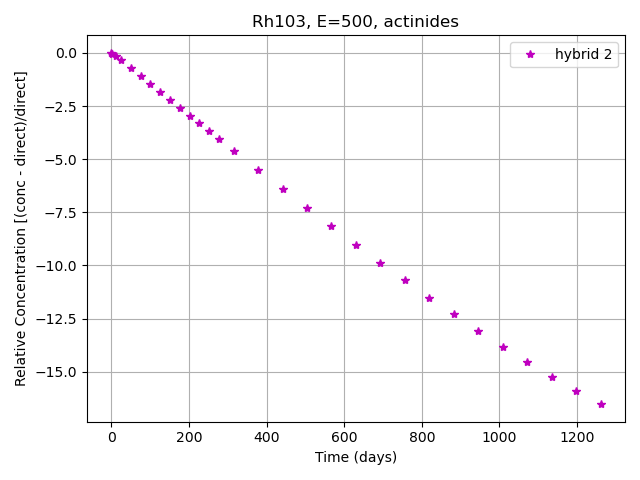 Rh103, E=500, actinides
hybrid 2
Relative Concentration [(conc - direct)/direct]
0.0
−2.5
−5.0
−7.5
−10.0
−12.5
−15.0
0 200 400 600 800 1000 1200
Time (days)